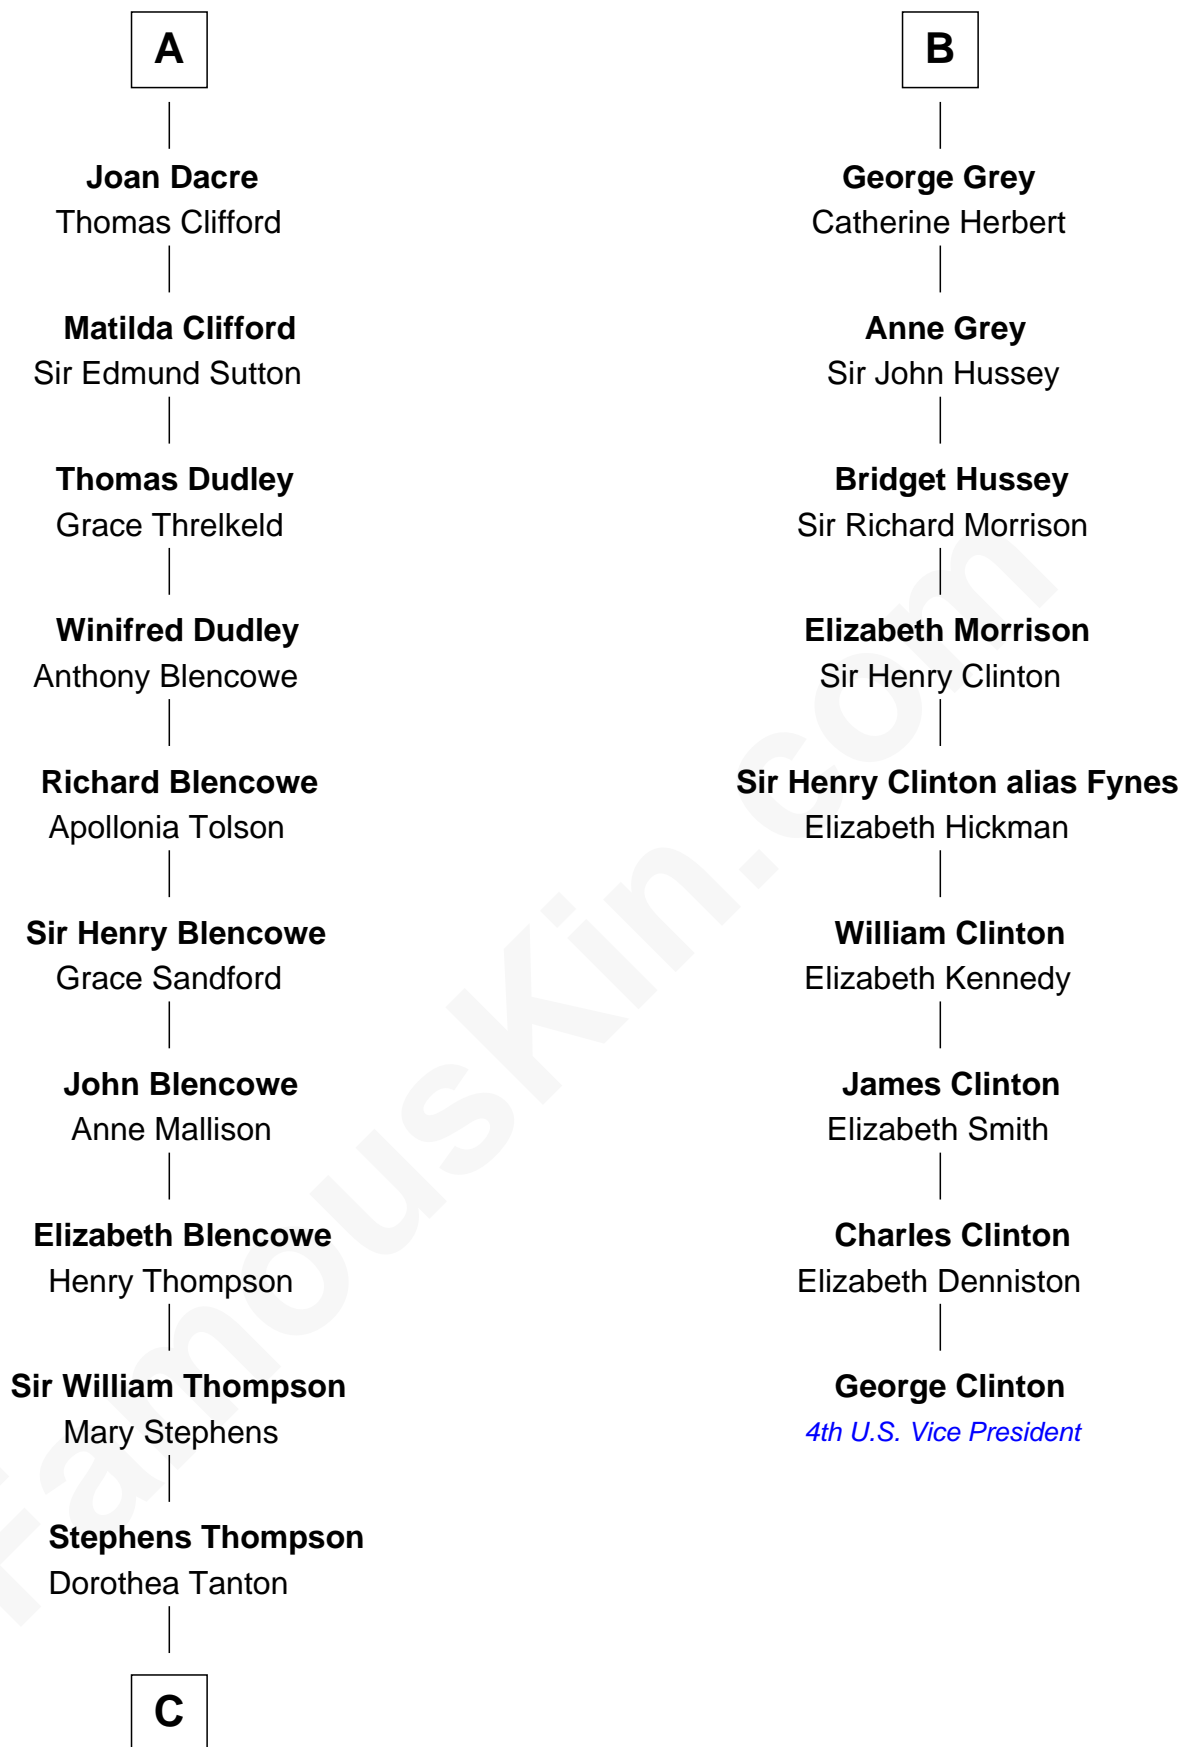 A
Joan Dacre
Thomas Clifford
Matilda Clifford
Sir Edmund Sutton
Thomas Dudley
Grace Threlkeld
Winifred Dudley
Anthony Blencowe
Richard Blencowe
Apollonia Tolson
Sir Henry Blencowe
Grace Sandford
John Blencowe
Anne Mallison
Elizabeth Blencowe
Henry Thompson
Sir William Thompson
Mary Stephens
Stephens Thompson
Dorothea Tanton
C
B
George Grey
Catherine Herbert
Anne Grey
Sir John Hussey
Bridget Hussey
Sir Richard Morrison
Elizabeth Morrison
Sir Henry Clinton
Sir Henry Clinton alias Fynes
Elizabeth Hickman
William Clinton
Elizabeth Kennedy
James Clinton
Elizabeth Smith
Charles Clinton
Elizabeth Denniston
George Clinton
4th U.S. Vice President
FamousKin.com